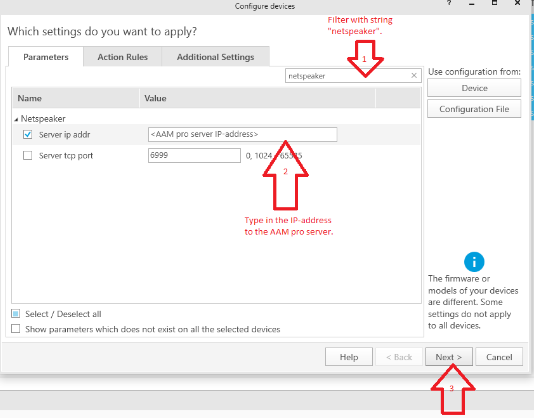 Configure devices
?
Which settings do you want to apply?
Filter with string
"netspeaker".
1
Parameters
Action Rules
Additional Settings
netspeaker
Use configuration from:
Device
Configuration File
Name
Value
Netspeaker
Server ip addr
<AAM pro server IP-address>
Server tcp port
6999
0, 1024
2
Type in the IP-address
to the AAM pro server.
The firmware or
models of your devices
are different. Some
settings do not apply
to all devices.
Select / Deselect all
Show parameters which does not exist on all the selected devices
Help
< Back
Next >
Cancel
3